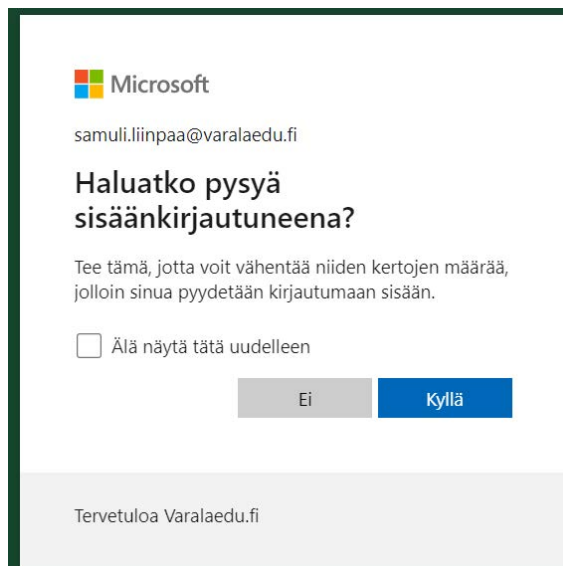 Microsoft
samuli.liinpaa@varalaedu.fi
Haluatko pysyä
sisäänkirjautuneena?
Tee tämä, jotta voit vähentää niiden kertojen määrää,
jolloin sinua pyydetään kirjautumaan sisään.
Älä näytä tätä uudelleen
Ei
Kyllä
Tervetuloa Varalaedu.fi